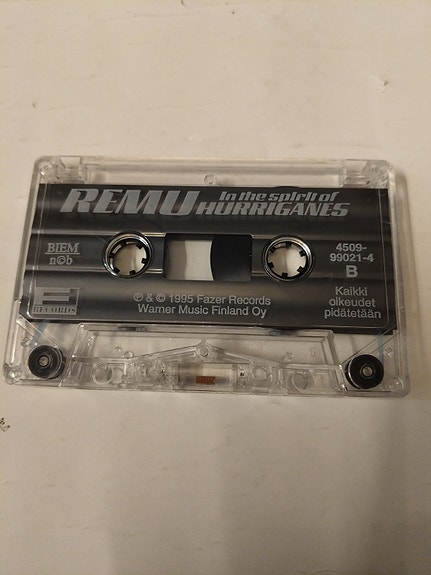 REMU in the spirit of
HURRIGANES
BIEM
n©b
4509-
99021-4
B
℗ & © 1995 Fazer Records
Warner Music Finland Oy
Kaikki
oikeudet
pidätetään
RECORDS